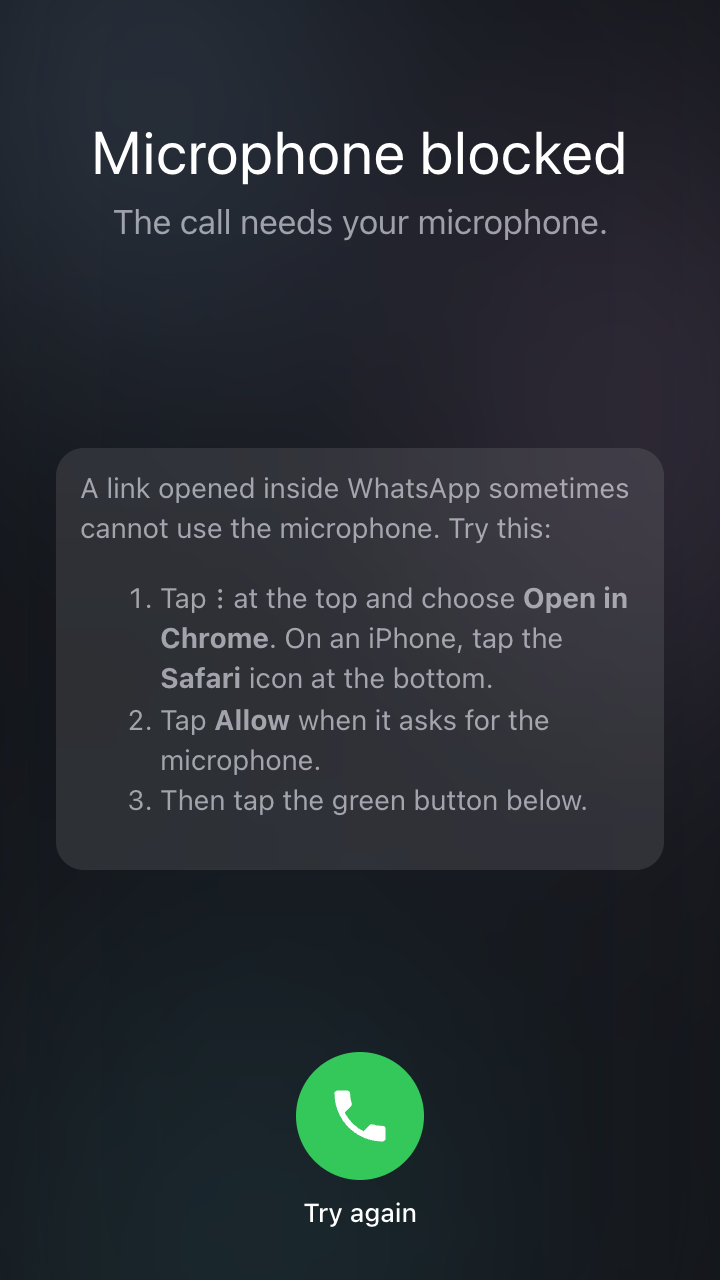 Microphone blocked
The call needs your microphone.
A link opened inside WhatsApp sometimes
cannot use the microphone. Try this:
1. Tap ⋮ at the top and choose Open in
Chrome. On an iPhone, tap the
Safari icon at the bottom.
2. Tap Allow when it asks for the
microphone.
3. Then tap the green button below.
Try again